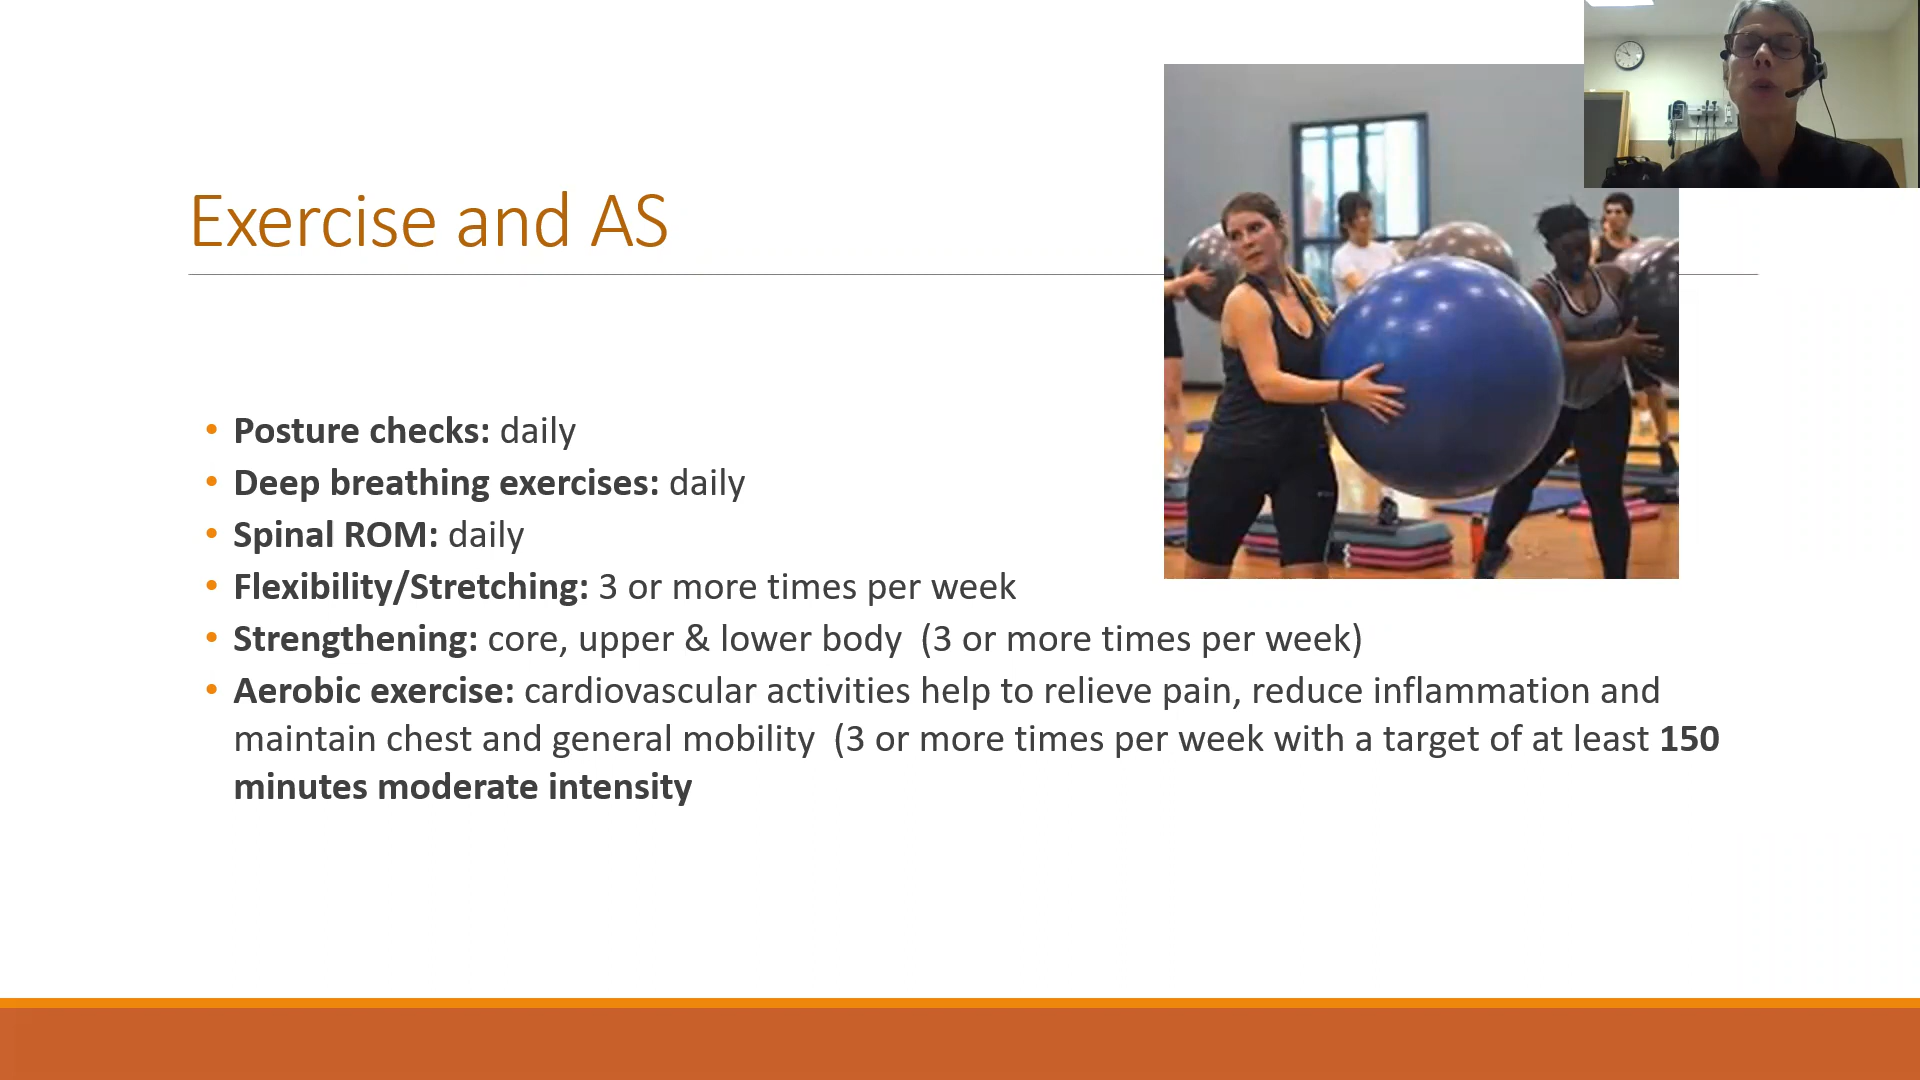 Exercise and AS
• Posture checks: daily
• Deep breathing exercises: daily
• Spinal ROM: daily
• Flexibility/Stretching: 3 or more times per week
• Strengthening: core, upper & lower body  (3 or more times per week)
• Aerobic exercise: cardiovascular activities help to relieve pain, reduce inflammation and
maintain chest and general mobility  (3 or more times per week with a target of at least 150
minutes moderate intensity